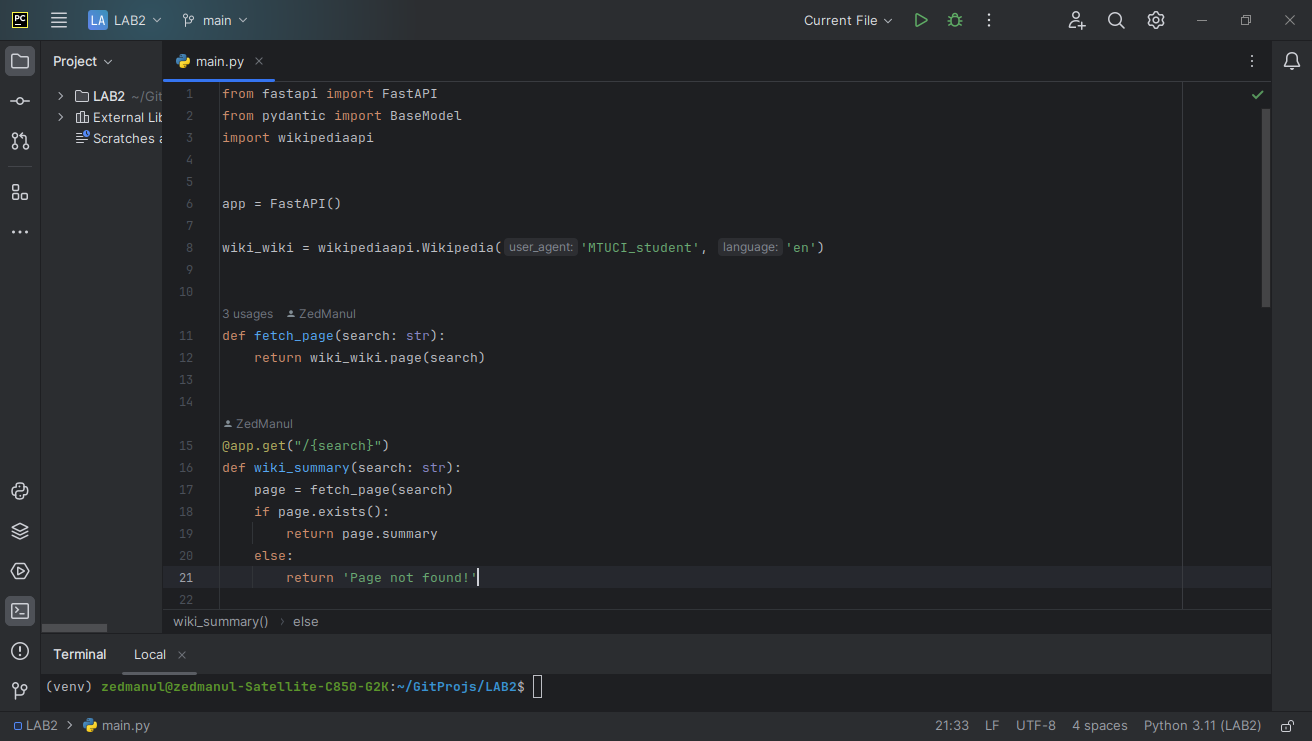 PC LA LAB2 main Current File
Project main.py
LAB2 ~/Git
External Lib
Scratches a
1 from fastapi import FastAPI
2 from pydantic import BaseModel
3 import wikipediaapi
4
5
6 app = FastAPI()
7
8 wiki_wiki = wikipediaapi.Wikipedia( user_agent: 'MTUCI_student', language: 'en')
9
10
3 usages ZedManul
11 def fetch_page(search: str):
12 return wiki_wiki.page(search)
13
14
ZedManul
15 @app.get("/{search}")
16 def wiki_summary(search: str):
17 page = fetch_page(search)
18 if page.exists():
19 return page.summary
20 else:
21 return 'Page not found!'
22
wiki_summary() › else
Terminal Local
(venv) zedmanul@zedmanul-Satellite-C850-G2K:~/GitProjs/LAB2$
LAB2 > main.py 21:33 LF UTF-8 4 spaces Python 3.11 (LAB2)